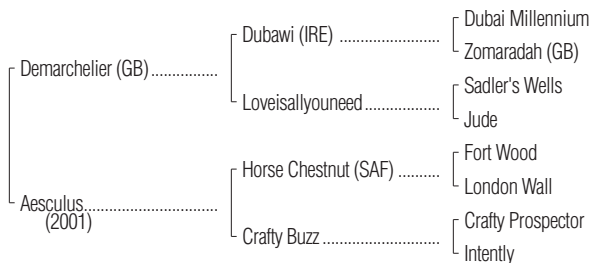 Dubai Millennium
Dubawi (IRE) ......................
Zomaradah (GB)
Demarchelier (GB)...............
Sadler's Wells
Loveisallyouneed.................
Jude
Fort Wood
Horse Chestnut (SAF) .........
London Wall
Aesculus..............................
(2001)
Crafty Prospector
Crafty Buzz ..........................
Intently